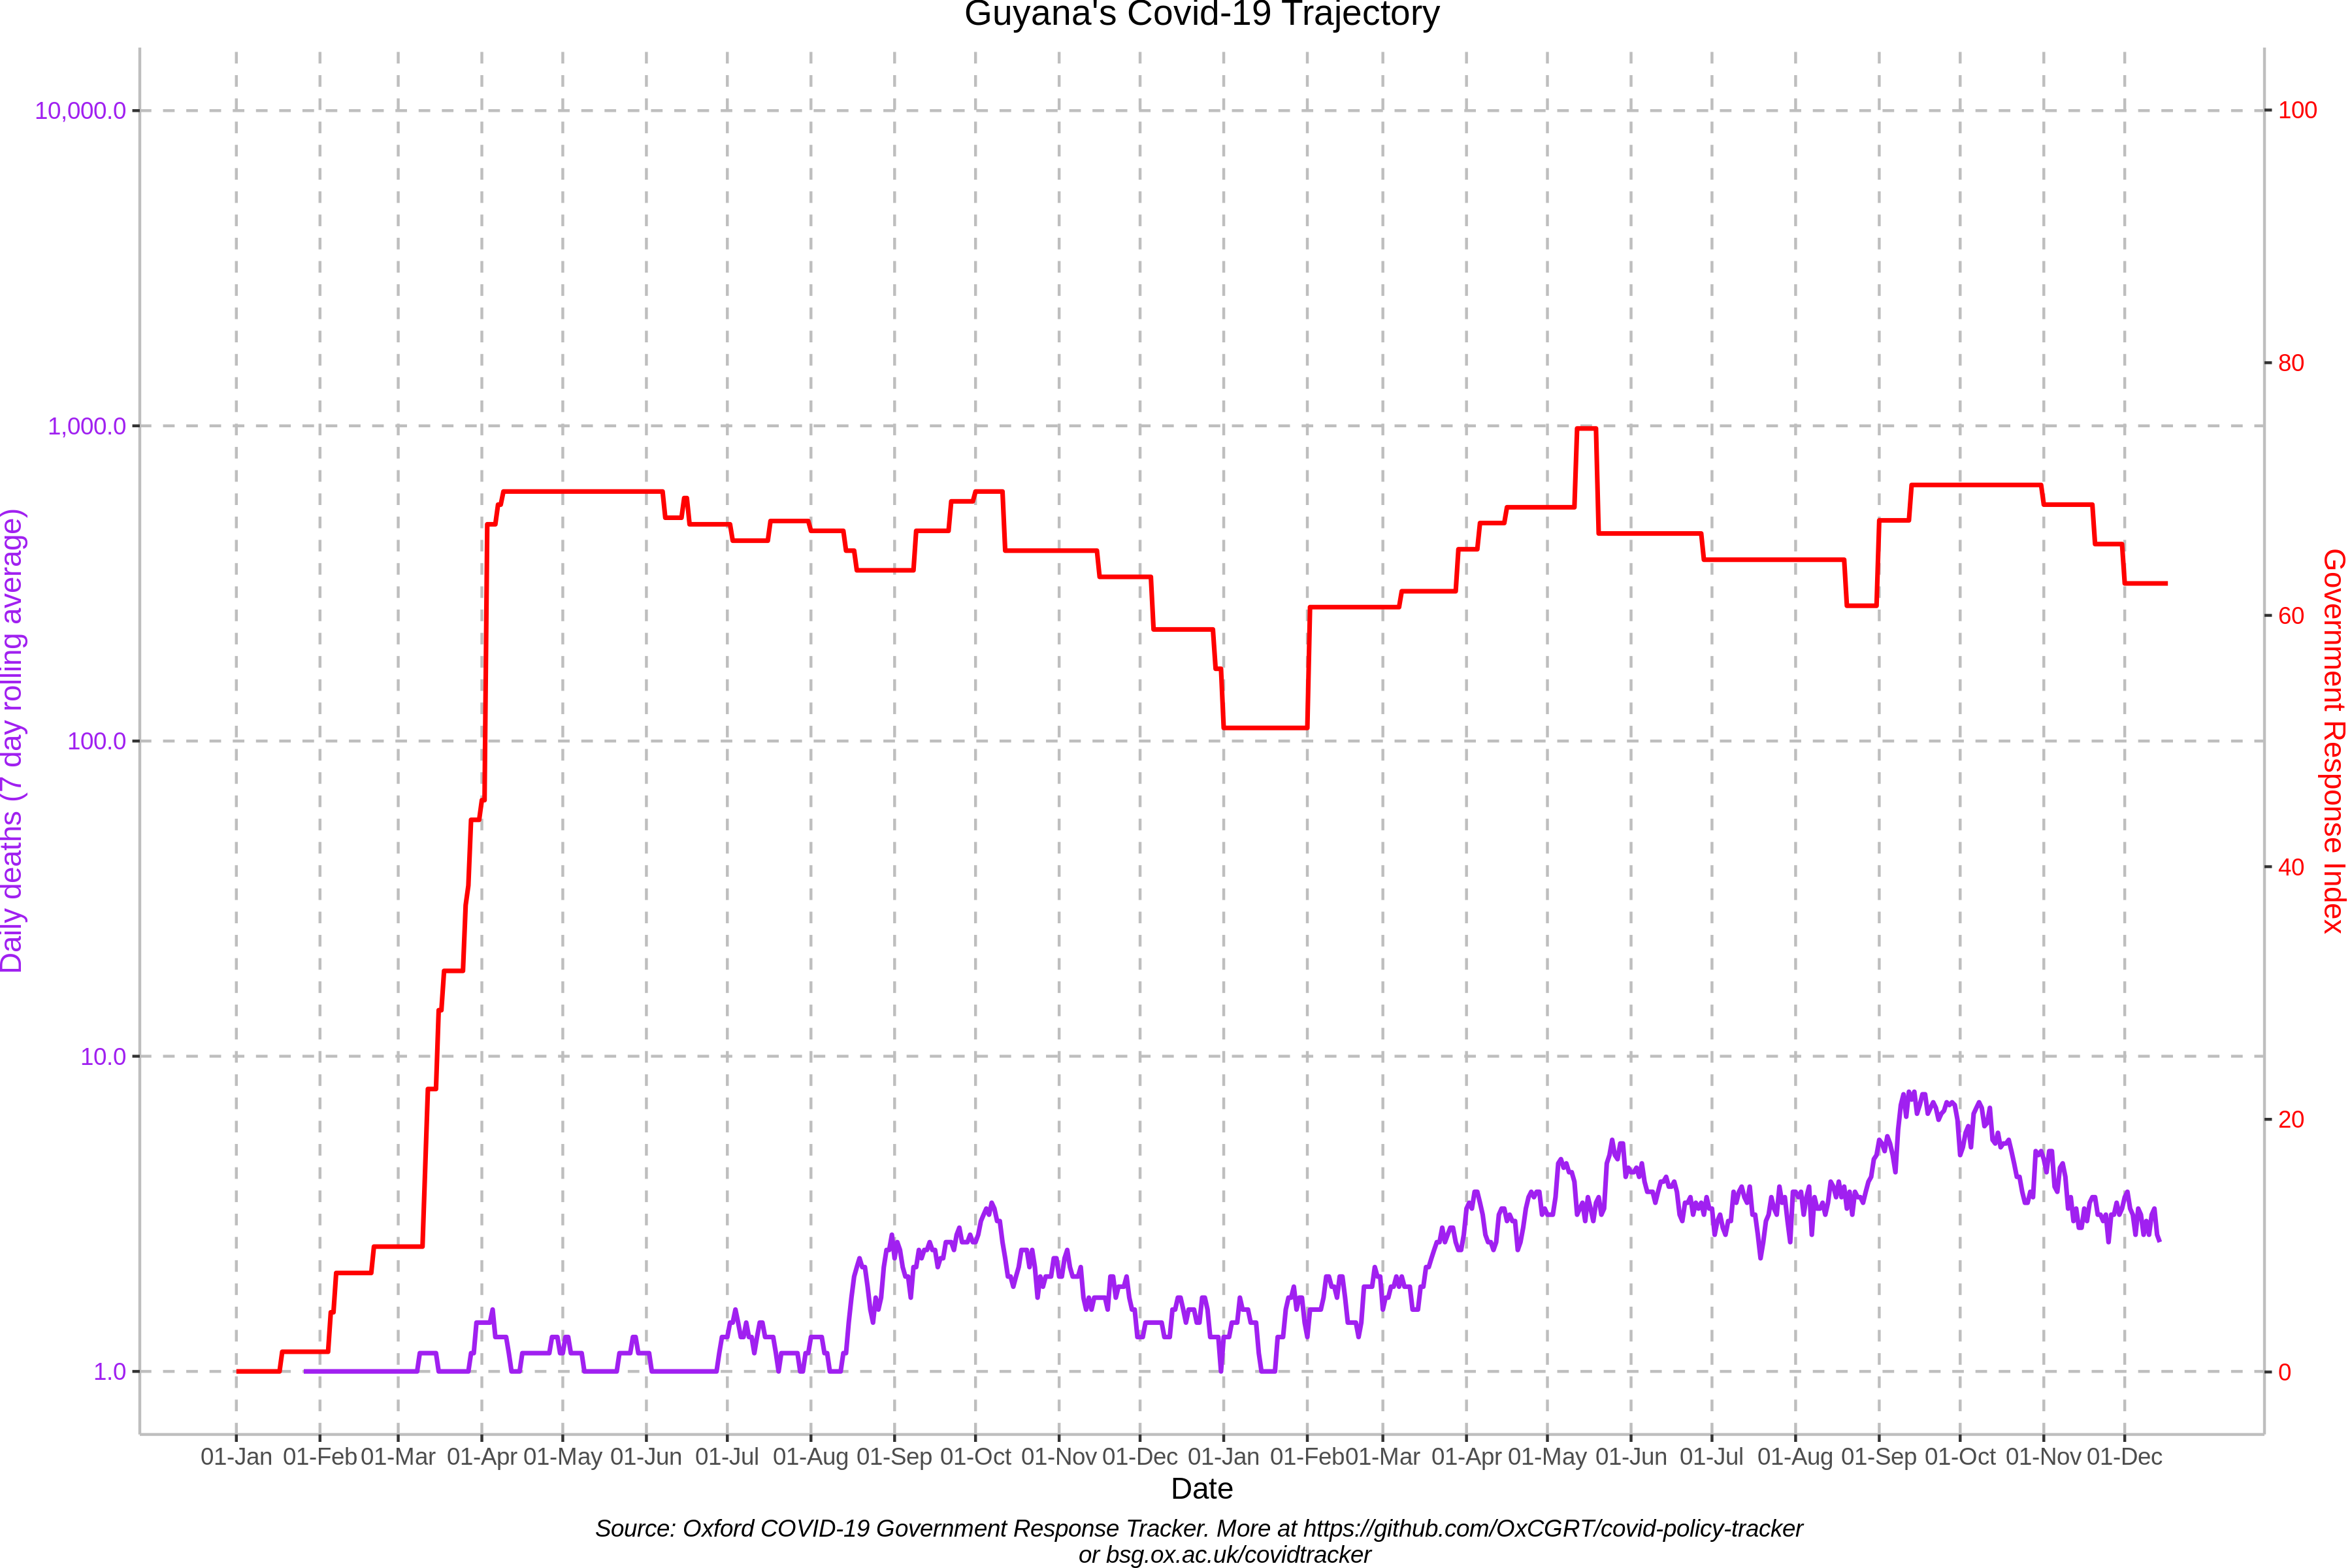 Guyana's Covid-19 Trajectory
10,000.0
1,000.0
100.0
10.0
1.0
Daily deaths (7 day rolling average)
100
80
60
40
20
0
Government Response Index
01-Jan 01-Feb 01-Mar 01-Apr 01-May 01-Jun 01-Jul 01-Aug 01-Sep 01-Oct 01-Nov 01-Dec 01-Jan 01-Feb 01-Mar 01-Apr 01-May 01-Jun 01-Jul 01-Aug 01-Sep 01-Oct 01-Nov 01-Dec
Date
Source: Oxford COVID-19 Government Response Tracker. More at https://github.com/OxCGRT/covid-policy-tracker
or bsg.ox.ac.uk/covidtracker